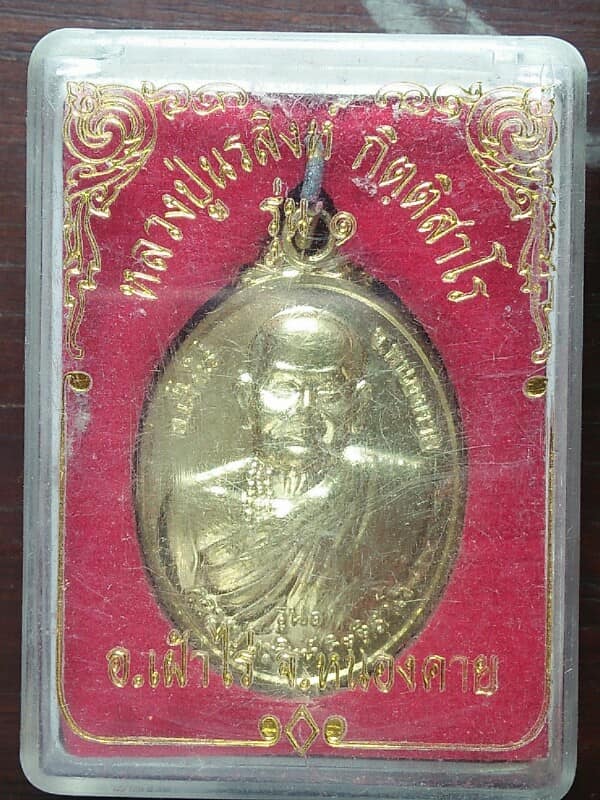 หลวงปู่นรสิงห์ กิตฺติสาโร
รุ่น ๑
อ.เฝ้าไร่ จ.หนองคาย